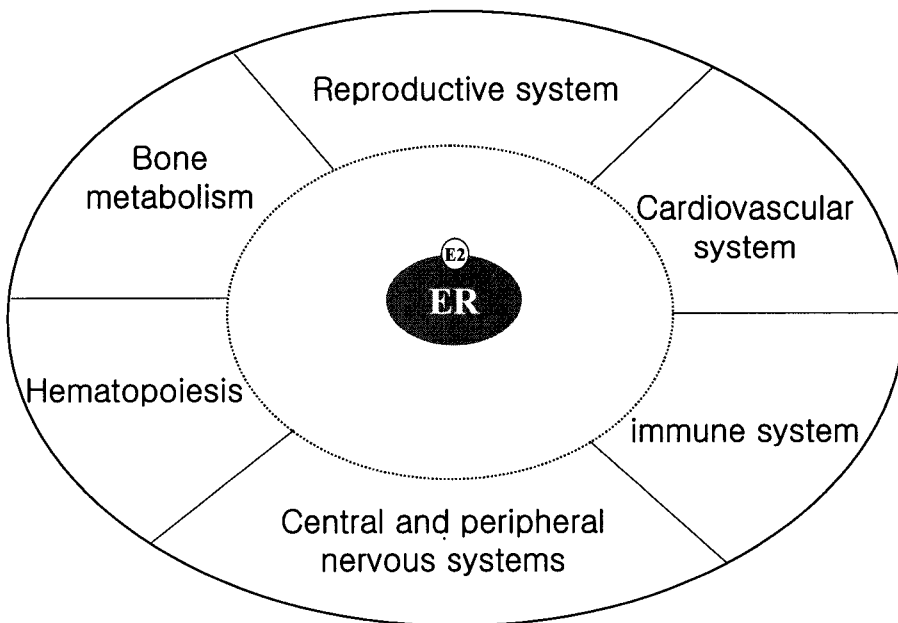 Reproductive system
Bone
metabolism
Cardiovascular
system
E2
ER
Hematopoiesis
immune system
Central and peripheral
nervous systems